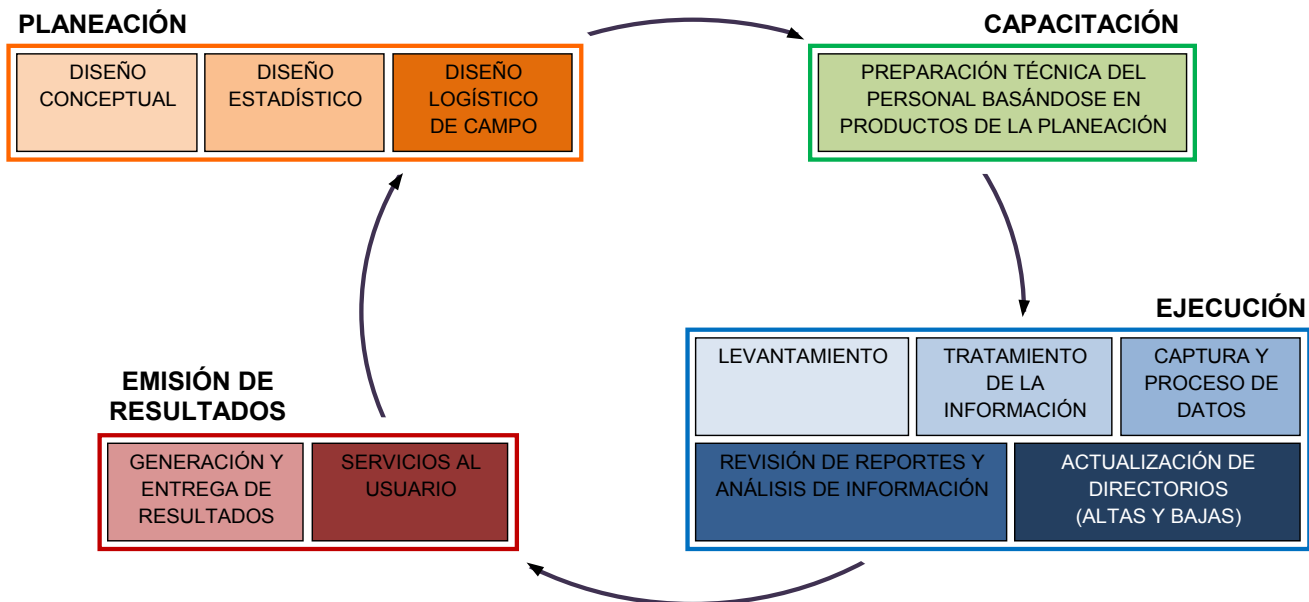 PLANEACIÓN
DISEÑO
CONCEPTUAL
DISEÑO
ESTADÍSTICO
DISEÑO
LOGÍSTICO
DE CAMPO
CAPACITACIÓN
PREPARACIÓN TÉCNICA DEL
PERSONAL BASÁNDOSE EN
PRODUCTOS DE LA PLANEACIÓN
EJECUCIÓN
LEVANTAMIENTO
TRATAMIENTO
DE LA
INFORMACIÓN
CAPTURA Y
PROCESO DE
DATOS
REVISIÓN DE REPORTES Y
ANÁLISIS DE INFORMACIÓN
ACTUALIZACIÓN DE
DIRECTORIOS
(ALTAS Y BAJAS)
EMISIÓN DE
RESULTADOS
GENERACIÓN Y
ENTREGA DE
RESULTADOS
SERVICIOS AL
USUARIO